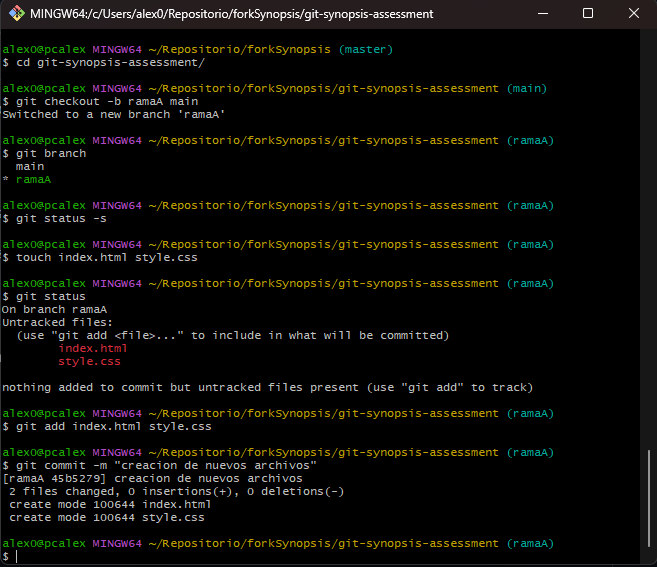 MINGW64:/c/Users/alex0/Repositorio/forkSynopsis/git-synopsis-assessment
alex0@pcalex MINGW64 ~/Repositorio/forkSynopsis (master)
$ cd git-synopsis-assessment/
alex0@pcalex MINGW64 ~/Repositorio/forkSynopsis/git-synopsis-assessment (main)
$ git checkout -b ramaA main
Switched to a new branch 'ramaA'
alex0@pcalex MINGW64 ~/Repositorio/forkSynopsis/git-synopsis-assessment (ramaA)
$ git branch
  main
* ramaA
alex0@pcalex MINGW64 ~/Repositorio/forkSynopsis/git-synopsis-assessment (ramaA)
$ git status -s
alex0@pcalex MINGW64 ~/Repositorio/forkSynopsis/git-synopsis-assessment (ramaA)
$ touch index.html style.css
alex0@pcalex MINGW64 ~/Repositorio/forkSynopsis/git-synopsis-assessment (ramaA)
$ git status
On branch ramaA
Untracked files:
  (use "git add <file>..." to include in what will be committed)
        index.html
        style.css
nothing added to commit but untracked files present (use "git add" to track)
alex0@pcalex MINGW64 ~/Repositorio/forkSynopsis/git-synopsis-assessment (ramaA)
$ git add index.html style.css
alex0@pcalex MINGW64 ~/Repositorio/forkSynopsis/git-synopsis-assessment (ramaA)
$ git commit -m "creacion de nuevos archivos"
[ramaA 45b5279] creacion de nuevos archivos
 2 files changed, 0 insertions(+), 0 deletions(-)
 create mode 100644 index.html
 create mode 100644 style.css
alex0@pcalex MINGW64 ~/Repositorio/forkSynopsis/git-synopsis-assessment (ramaA)
$